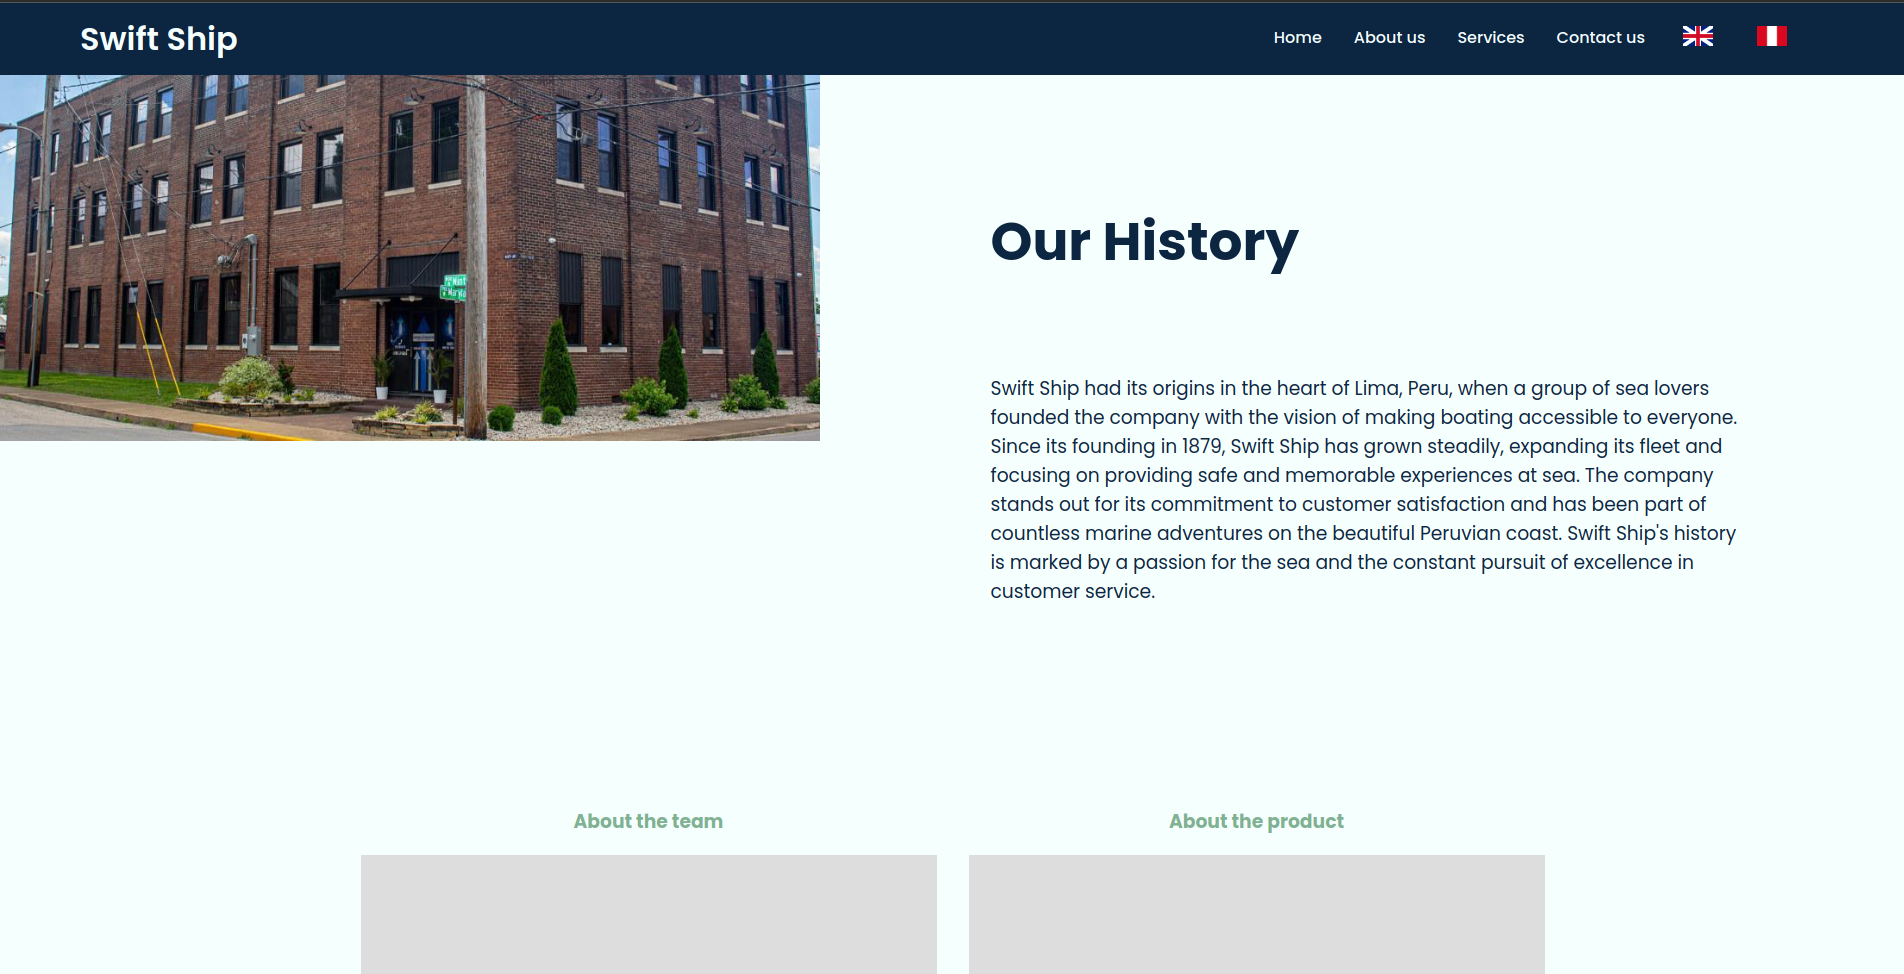 Swift Ship
Home
About us
Services
Contact us
Our History
Swift Ship had its origins in the heart of Lima, Peru, when a group of sea lovers
founded the company with the vision of making boating accessible to everyone.
Since its founding in 1879, Swift Ship has grown steadily, expanding its fleet and
focusing on providing safe and memorable experiences at sea. The company
stands out for its commitment to customer satisfaction and has been part of
countless marine adventures on the beautiful Peruvian coast. Swift Ship's history
is marked by a passion for the sea and the constant pursuit of excellence in
customer service.
About the team
About the product